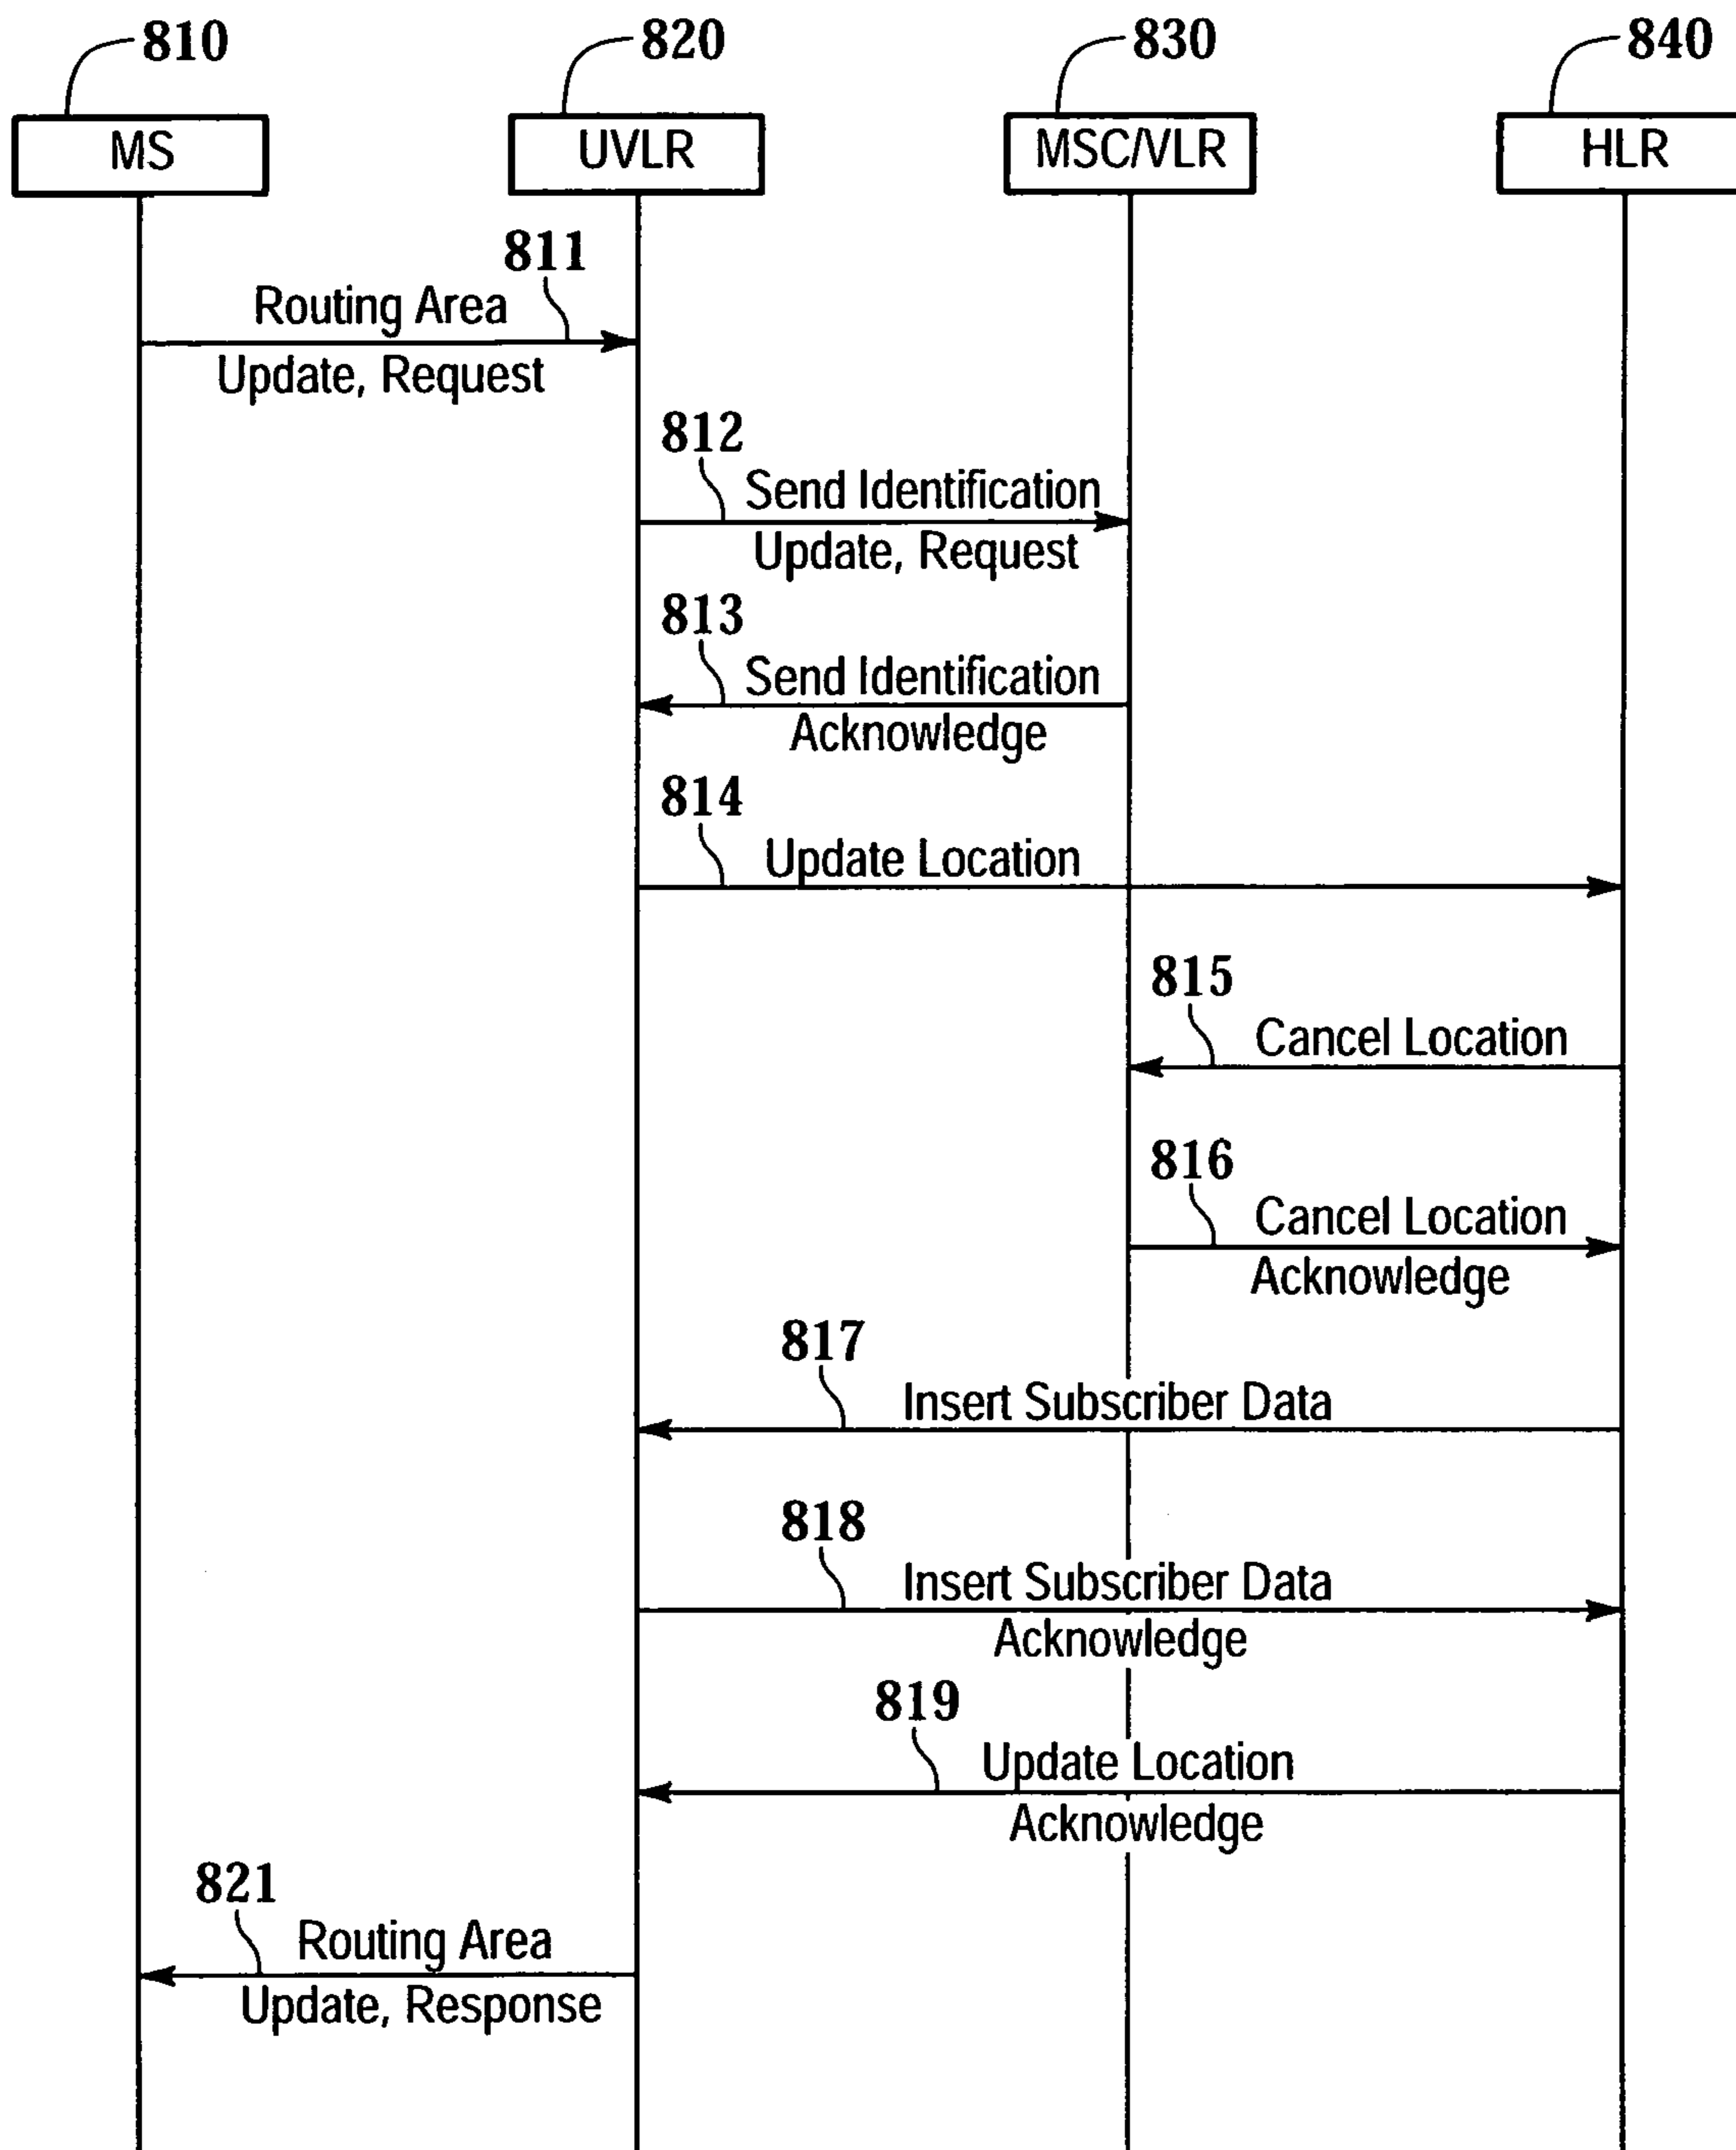 810
820
830
840
MS
UVLR
MSC/VLR
HLR
811
Routing Area
Update, Request
812
Send Identification
Update, Request
813
Send Identification
Acknowledge
814
Update Location
815
Cancel Location
816
Cancel Location
Acknowledge
817
Insert Subscriber Data
818
Insert Subscriber Data
Acknowledge
819
Update Location
Acknowledge
821
Routing Area
Update, Response